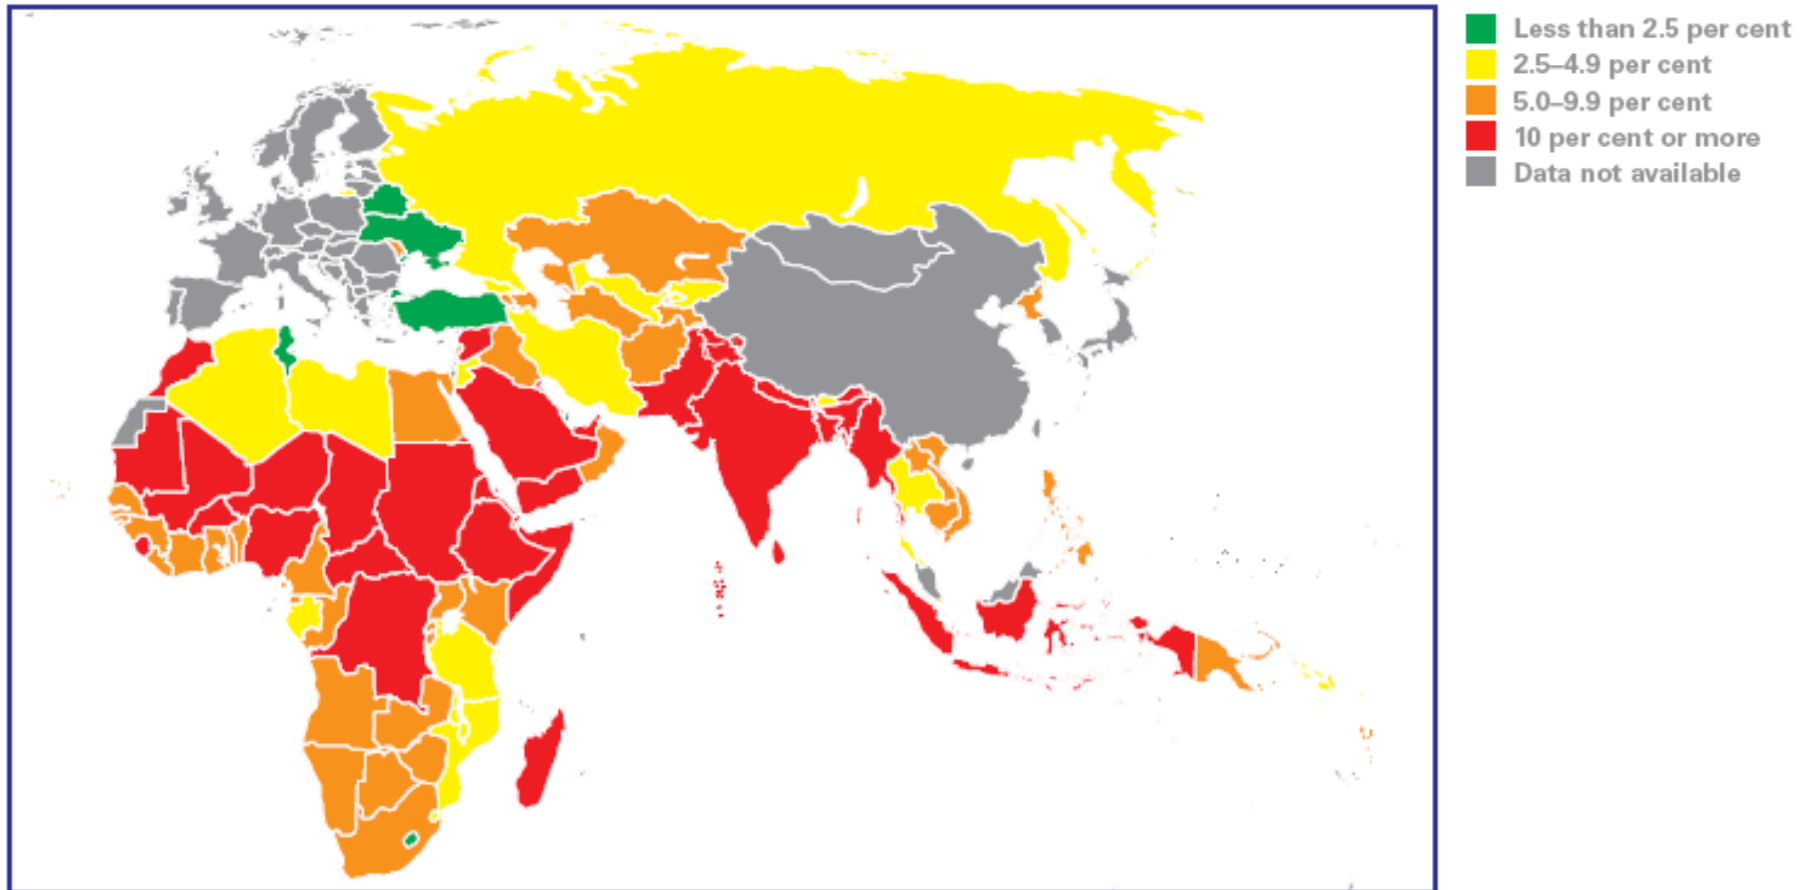 Less than 2.5 per cent
2.5–4.9 per cent
5.0–9.9 per cent
10 per cent or more
Data not available